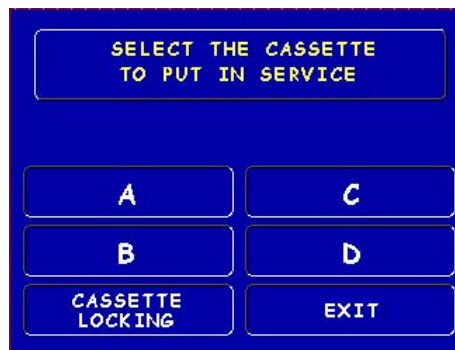 SELECT THE CASSETTE
TO PUT IN SERVICE
A
C
B
D
CASSETTE
LOCKING
EXIT